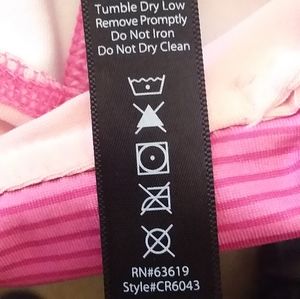 Tumble Dry Low
Remove Promptly
Do Not Iron
Do Not Dry Clean
RN#63619
Style#CR6043